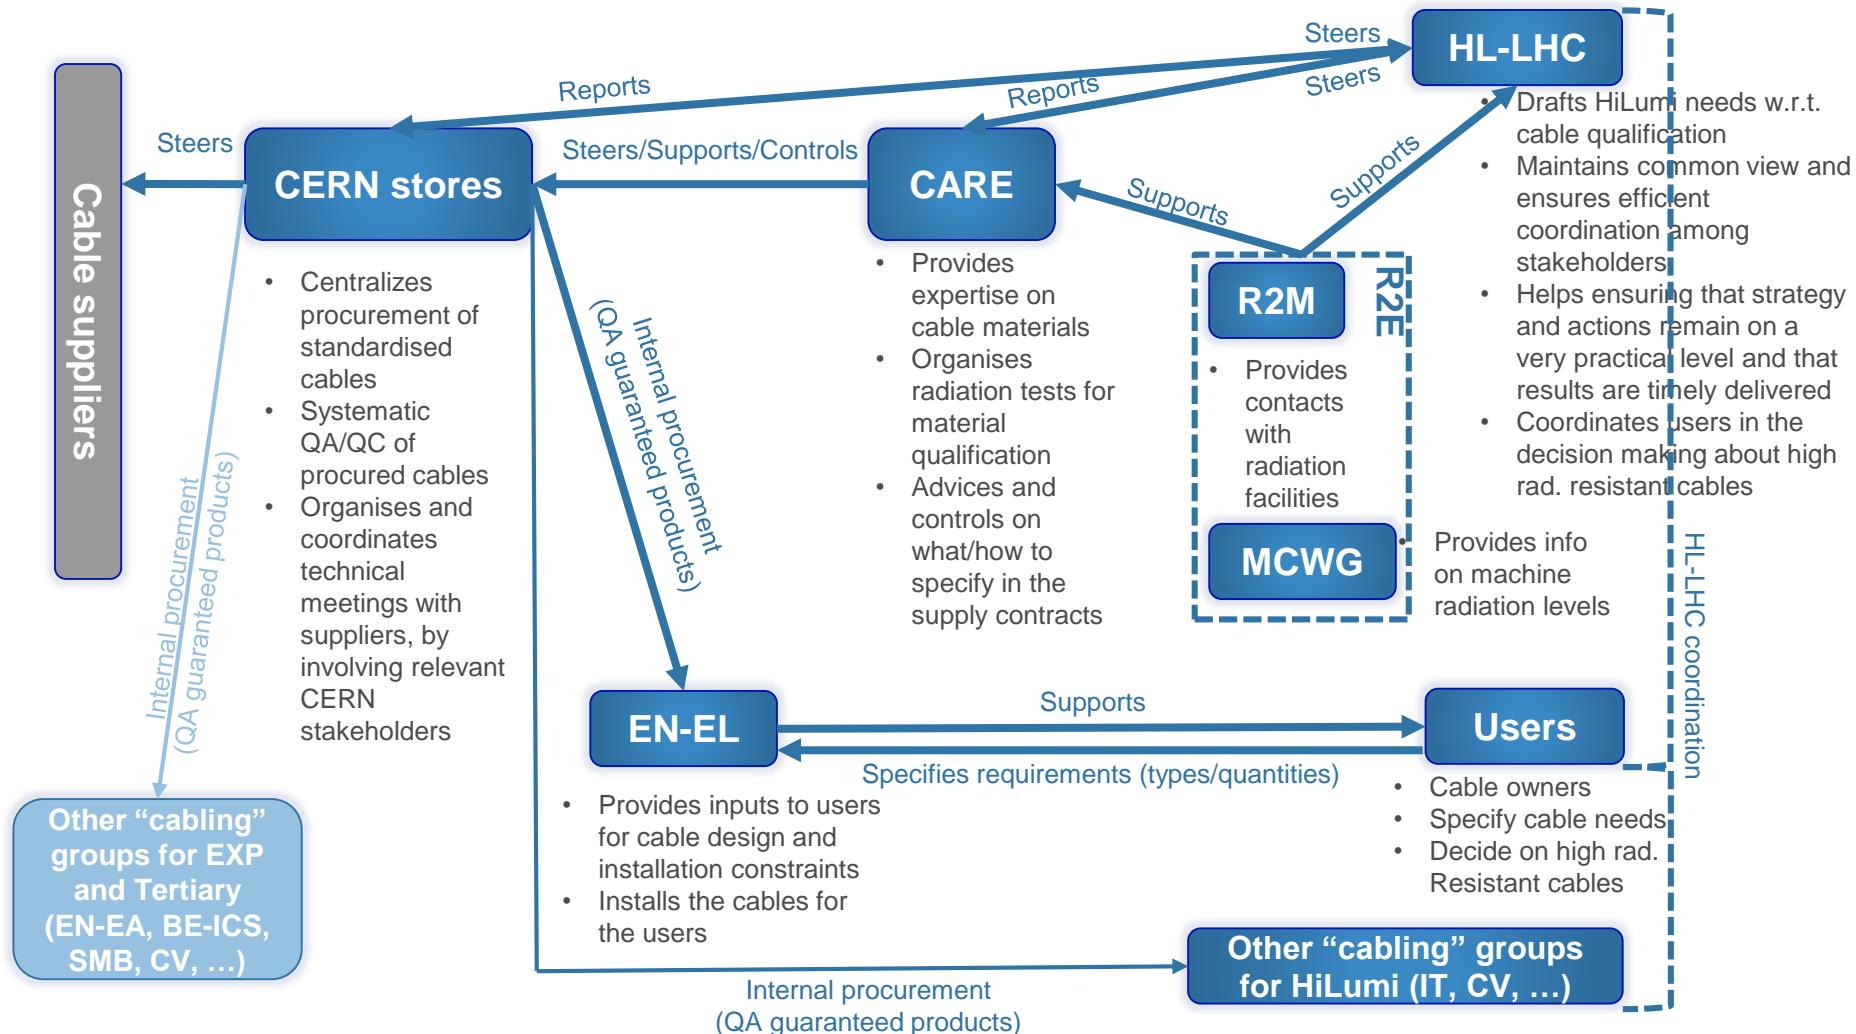 Steers
HL-LHC
Reports
Reports
Steers
Steers
Steers/Supports/Controls
Cable suppliers
CERN stores
CARE
Supports
Supports
• Drafts HiLumi needs w.r.t.
cable qualification
• Maintains common view and
ensures efficient
coordination among
stakeholders
• Helps ensuring that strategy
and actions remain on a
very practical level and that
results are timely delivered
• Coordinates users in the
decision making about high
rad. resistant cables
• Centralizes
procurement of
standardised
cables
• Systematic
QA/QC of
procured cables
• Organises and
coordinates
technical
meetings with
suppliers, by
involving relevant
CERN
stakeholders
• Provides
expertise on
cable materials
• Organises
radiation tests for
material
qualification
• Advices and
controls on
what/how to
specify in the
supply contracts
R2M
R2E
• Provides
contacts
with
radiation
facilities
MCWG
• Provides info
on machine
radiation levels
Internal procurement
(QA guaranteed products)
Internal procurement
(QA guaranteed products)
HL-LHC coordination
EN-EL
Supports
Users
Specifies requirements (types/quantities)
• Provides inputs to users
for cable design and
installation constraints
• Installs the cables for
the users
• Cable owners
• Specify cable needs
• Decide on high rad.
Resistant cables
Other “cabling”
groups for EXP
and Tertiary
(EN-EA, BE-ICS,
SMB, CV, …)
Other “cabling” groups
for HiLumi (IT, CV, …)
Internal procurement
(QA guaranteed products)